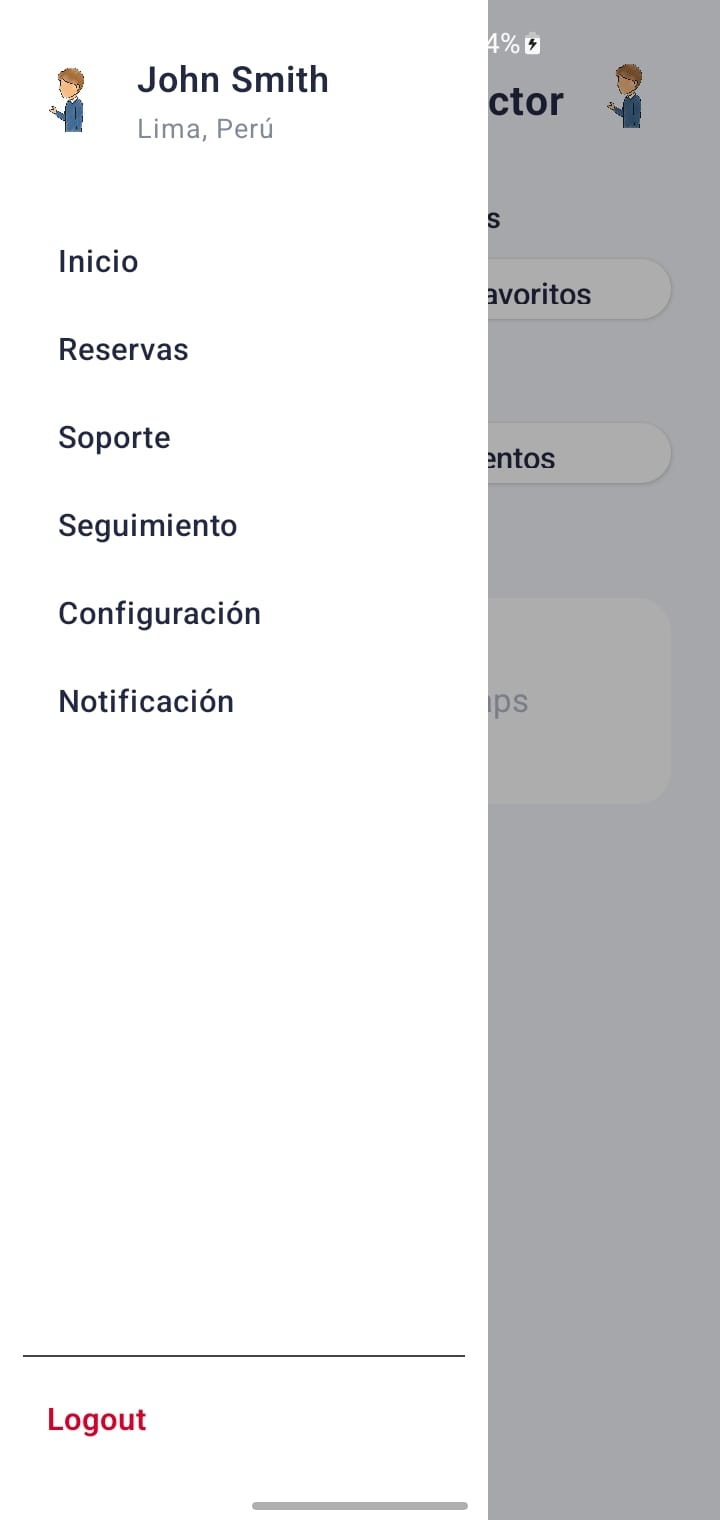 John Smith
Lima, Perú
Inicio
Reservas
Soporte
Seguimiento
Configuración
Notificación
Logout
4%
ctor
s
avoritos
entos
ps